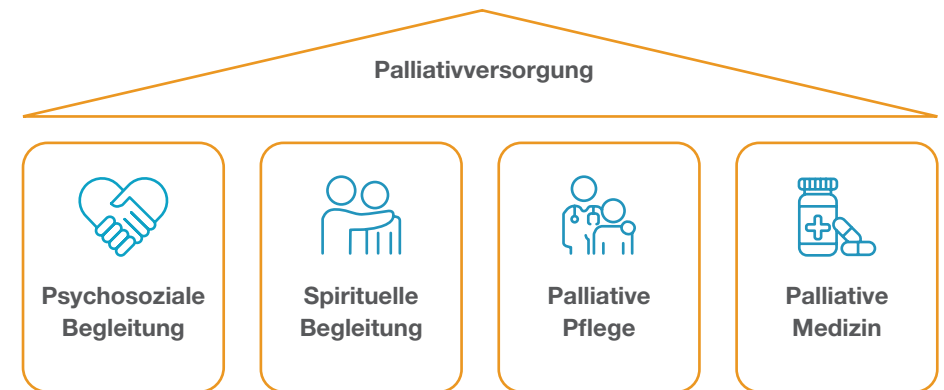 Palliativversorgung
Psychosoziale
Begleitung
Spirituelle
Begleitung
Palliative
Pflege
Palliative
Medizin